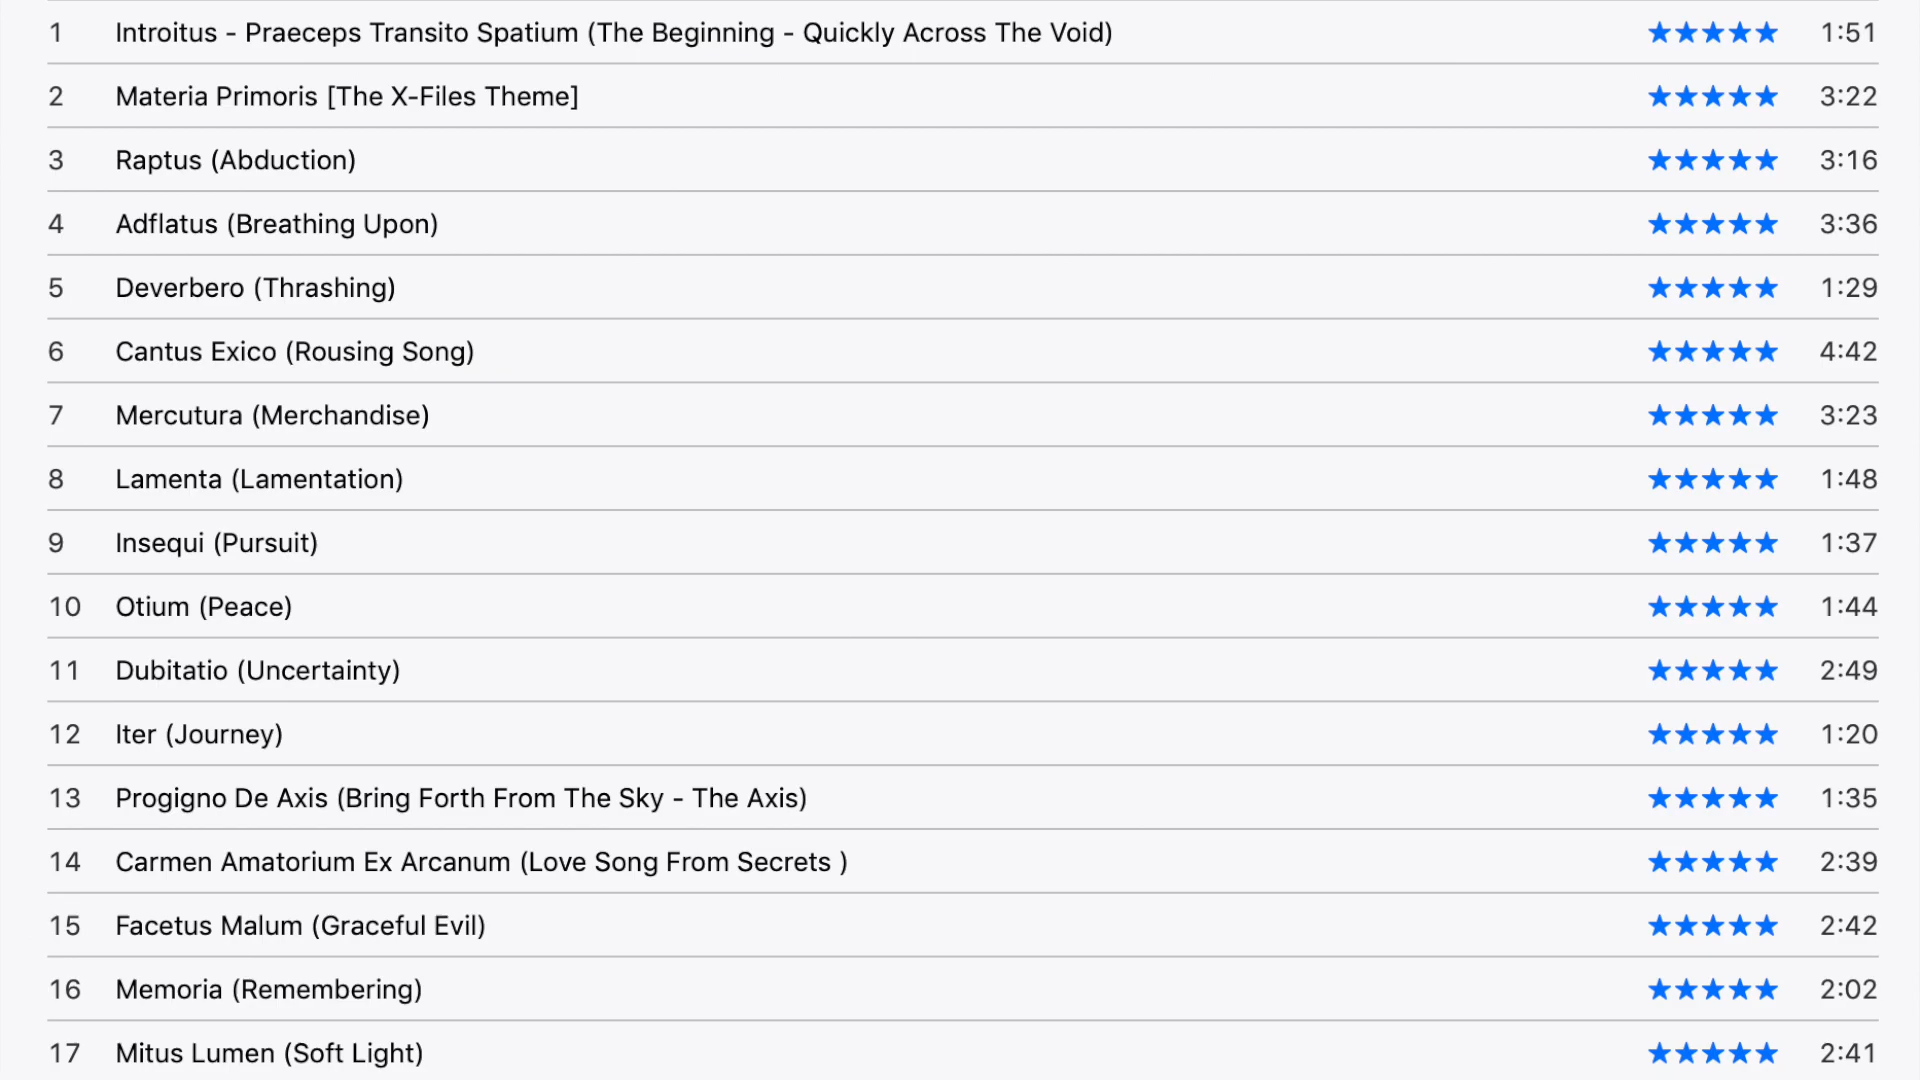 1 Introitus - Praeceps Transito Spatium (The Beginning - Quickly Across The Void) ★★★★★ 1:51
2 Materia Primoris [The X-Files Theme] ★★★★★ 3:22
3 Raptus (Abduction) ★★★★★ 3:16
4 Adflatus (Breathing Upon) ★★★★★ 3:36
5 Deverbero (Thrashing) ★★★★★ 1:29
6 Cantus Exico (Rousing Song) ★★★★★ 4:42
7 Mercutura (Merchandise) ★★★★★ 3:23
8 Lamenta (Lamentation) ★★★★★ 1:48
9 Insequi (Pursuit) ★★★★★ 1:37
10 Otium (Peace) ★★★★★ 1:44
11 Dubitatio (Uncertainty) ★★★★★ 2:49
12 Iter (Journey) ★★★★★ 1:20
13 Progigno De Axis (Bring Forth From The Sky - The Axis) ★★★★★ 1:35
14 Carmen Amatorium Ex Arcanum (Love Song From Secrets ) ★★★★★ 2:39
15 Facetus Malum (Graceful Evil) ★★★★★ 2:42
16 Memoria (Remembering) ★★★★★ 2:02
17 Mitus Lumen (Soft Light) ★★★★★ 2:41